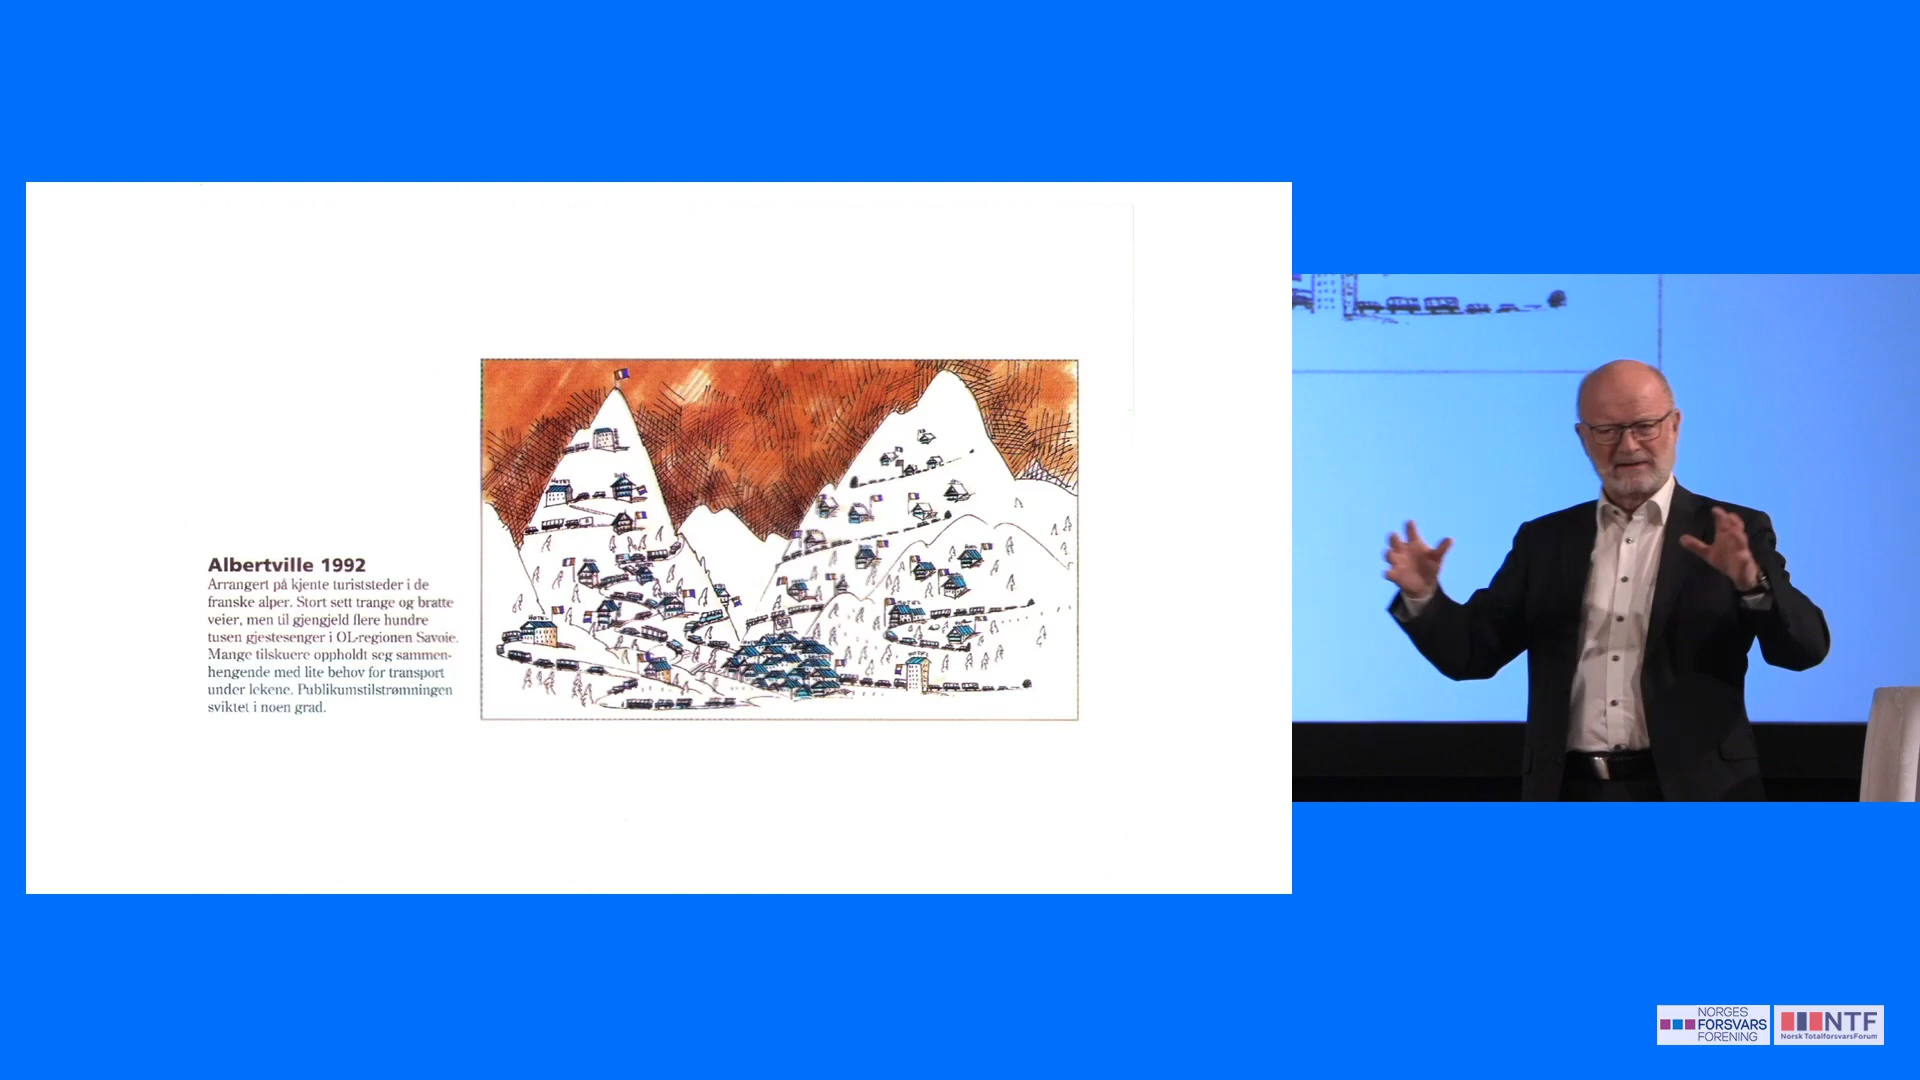 Albertville 1992
Arrangert på kjente turiststeder i de
franske alper. Stort sett trange og bratte
veier, men til gjengjeld flere hundre
tusen gjestesenger i OL-regionen Savoie.
Mange tilskuere oppholdt seg sammen-
hengende med lite behov for transport
under lekene. Publikumstilstrømningen
sviktet i noen grad.
NORGES
FORSVARS
FORENING
NTF
Norsk TotalforsvarsForum